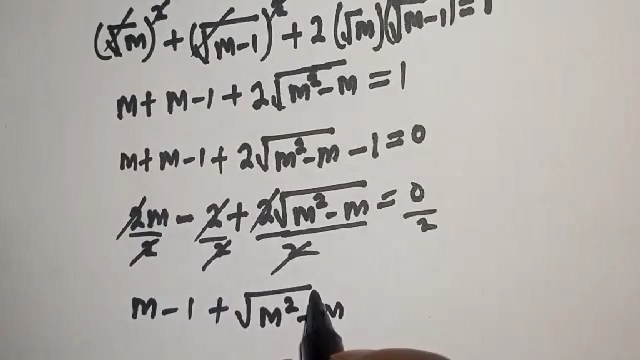 (√m)² + (√m-1)² + 2(√m)(√m-1) = 1
m + m - 1 + 2√m²-m = 1
m + m - 1 + 2√m²-m - 1 = 0
2m/2 - 2/2 + 2√m²-m/2 = 0/2
m - 1 + √m²-m